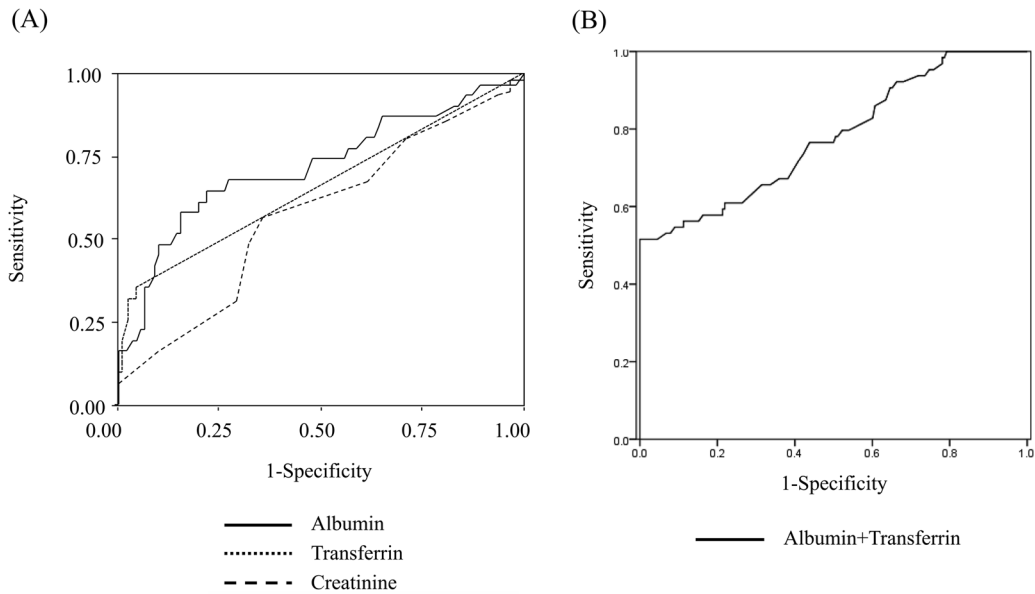 (A)
1.00
0.75
0.50
0.25
0.00
Sensitivity
0.00
0.25
0.50
0.75
1.00
1-Specificity
Albumin
Transferrin
Creatinine
(B)
1.0
0.8
0.6
0.4
0.2
0.0
Sensitivity
0.0
0.2
0.4
0.6
0.8
1.0
1-Specificity
Albumin+Transferrin